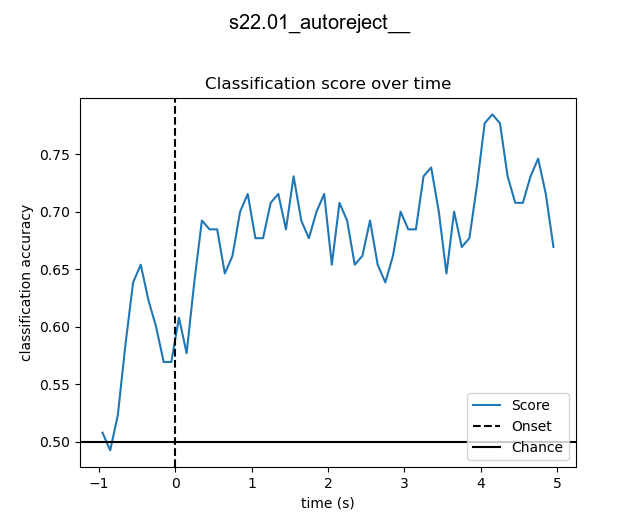 s22.01_autoreject__
Classification score over time
classification accuracy
0.75
0.70
0.65
0.60
0.55
0.50
Score
Onset
Chance
−1
0
1
2
3
4
5
time (s)